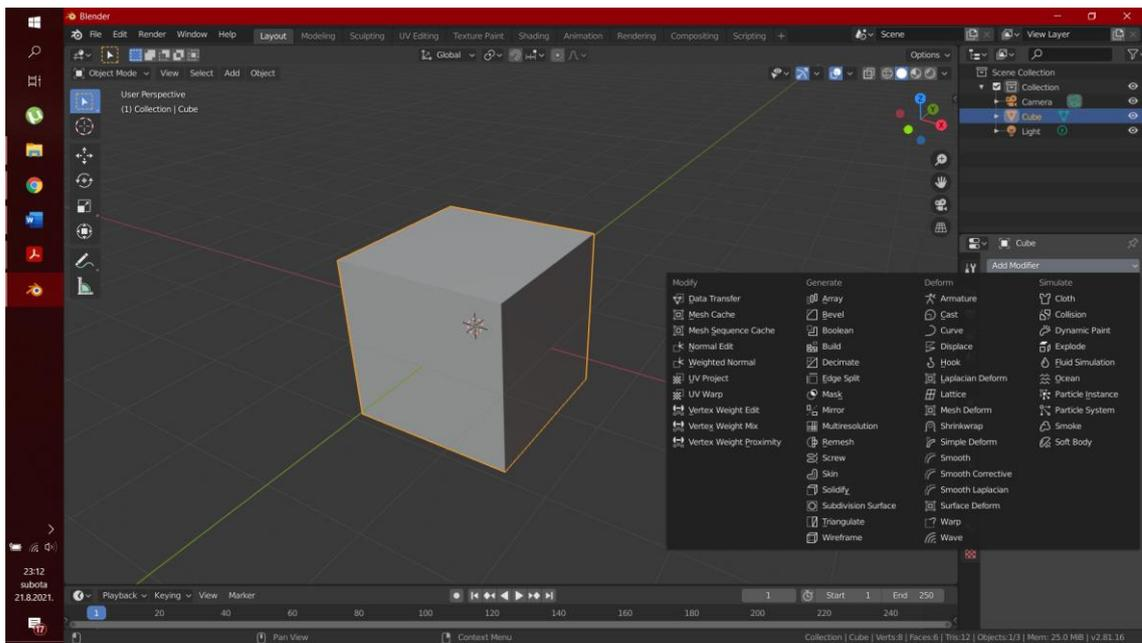 Blender
File Edit Render Window Help Layout Modeling Sculpting UV Editing Texture Paint Shading Animation Rendering Compositing Scripting + Scene View Layer
Global Options
Object Mode View Select Add Object
User Perspective
(1) Collection | Cube
Z
Y
X
Scene Collection
Collection
Camera
Cube
Light
Cube
Add Modifier
Modify
Data Transfer
Mesh Cache
Mesh Sequence Cache
Normal Edit
Weighted Normal
UV Project
UV Warp
Vertex Weight Edit
Vertex Weight Mix
Vertex Weight Proximity
Generate
Array
Bevel
Boolean
Build
Decimate
Edge Split
Mask
Mirror
Multiresolution
Remesh
Screw
Skin
Solidify
Subdivision Surface
Triangulate
Wireframe
Deform
Armature
Cast
Curve
Displace
Hook
Laplacian Deform
Lattice
Mesh Deform
Shrinkwrap
Simple Deform
Smooth
Smooth Corrective
Smooth Laplacian
Surface Deform
Warp
Wave
Simulate
Cloth
Collision
Dynamic Paint
Explode
Fluid Simulation
Ocean
Particle Instance
Particle System
Smoke
Soft Body
23:12
subota
21.8.2021.
Playback Keying View Marker 1 Start 1 End 250
1 20 40 60 80 100 120 140 160 180 200 220 240
Pan View Context Menu Collection | Cube | Verts:8 | Faces:6 | Tris:12 | Objects:1/3 | Mem: 25.0 MiB | v2.81.16